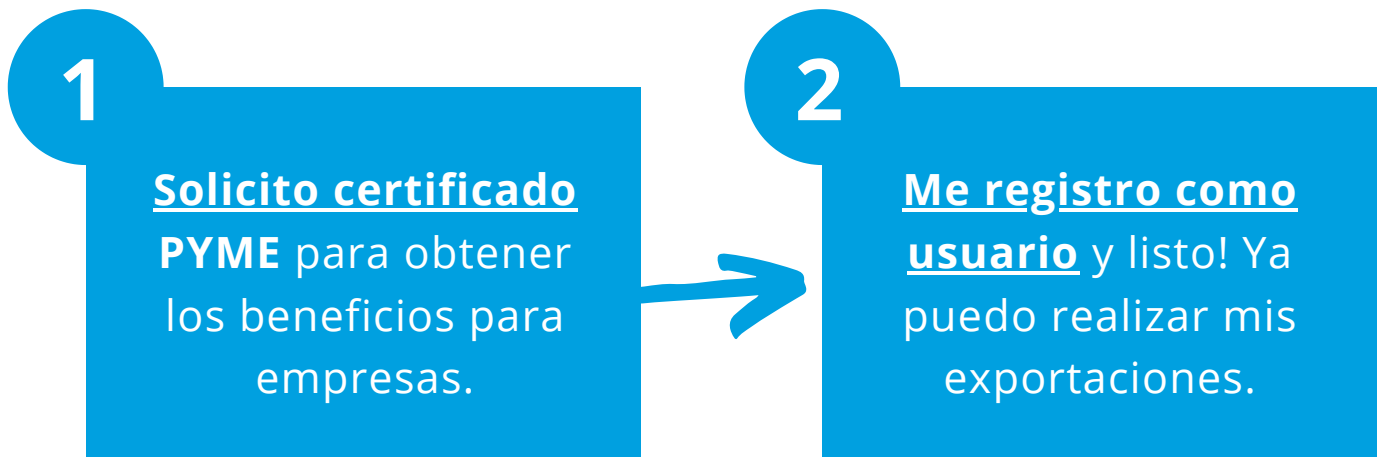 1
Solicito certificado
PYME para obtener
los beneficios para
empresas.
2
Me registro como
usuario y listo! Ya
puedo realizar mis
exportaciones.